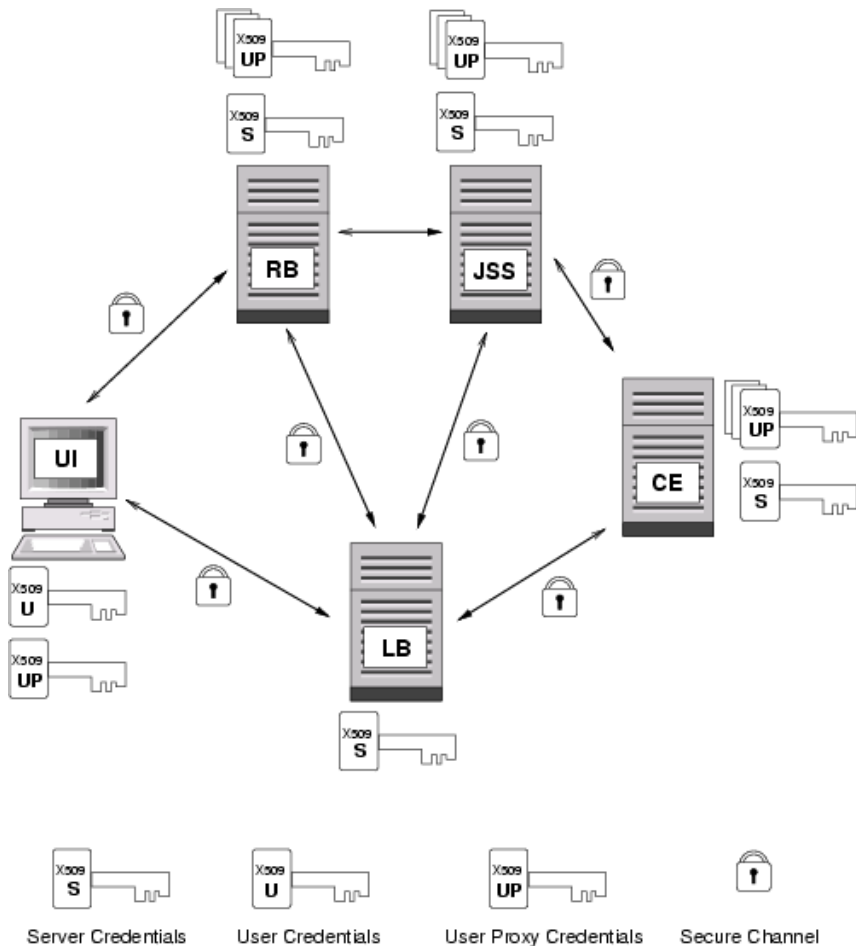 X509
UP
X509
UP
X509
S
X509
S
RB
JSS
UI
X509
UP
CE
X509
S
X509
U
LB
X509
UP
X509
S
X509
S
X509
U
X509
UP
Server Credentials
User Credentials
User Proxy Credentials
Secure Channel